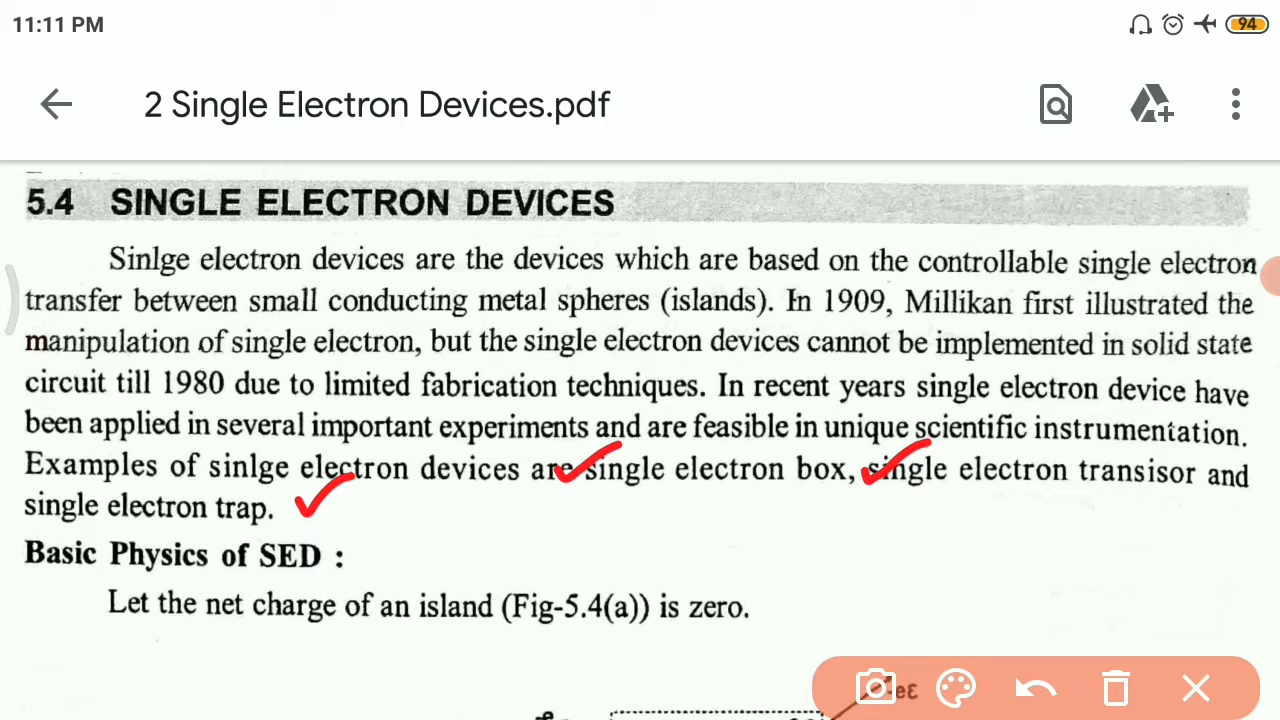 11:11 PM
94
2 Single Electron Devices.pdf
5.4 SINGLE ELECTRON DEVICES
Sinlge electron devices are the devices which are based on the controllable single electron
transfer between small conducting metal spheres (islands). In 1909, Millikan first illustrated the
manipulation of single electron, but the single electron devices cannot be implemented in solid state
circuit till 1980 due to limited fabrication techniques. In recent years single electron device have
been applied in several important experiments and are feasible in unique scientific instrumentation.
Examples of sinlge electron devices are single electron box, single electron transisor and
single electron trap.
Basic Physics of SED :
Let the net charge of an island (Fig-5.4(a)) is zero.